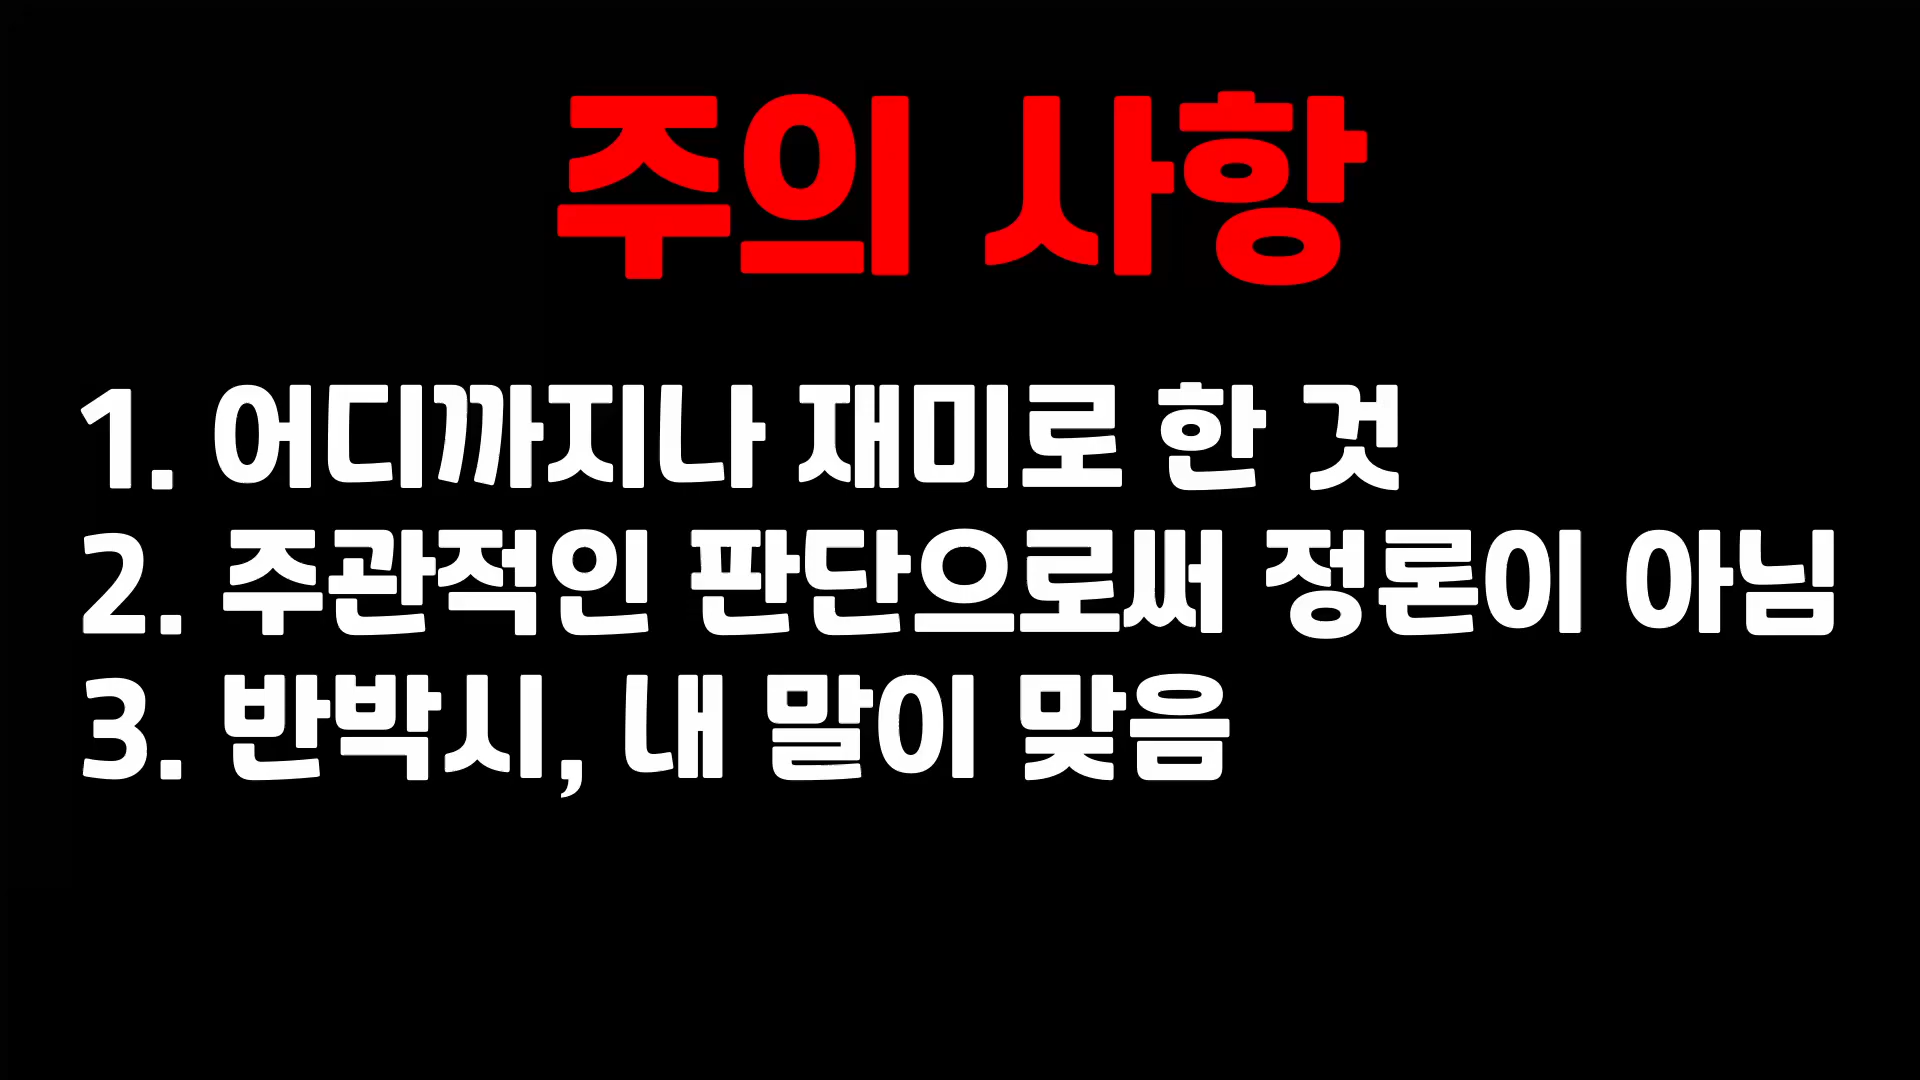 주의 사항
1. 어디까지나 재미로 한 것
2. 주관적인 판단으로써 정론이 아님
3. 반박시, 내 말이 맞음